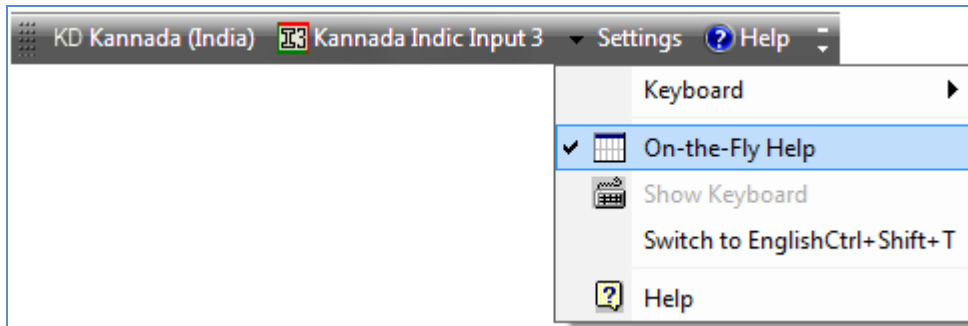 KD Kannada (India) Kannada Indic Input 3 Settings Help
Keyboard
On-the-Fly Help
Show Keyboard
Switch to EnglishCtrl+Shift+T
Help